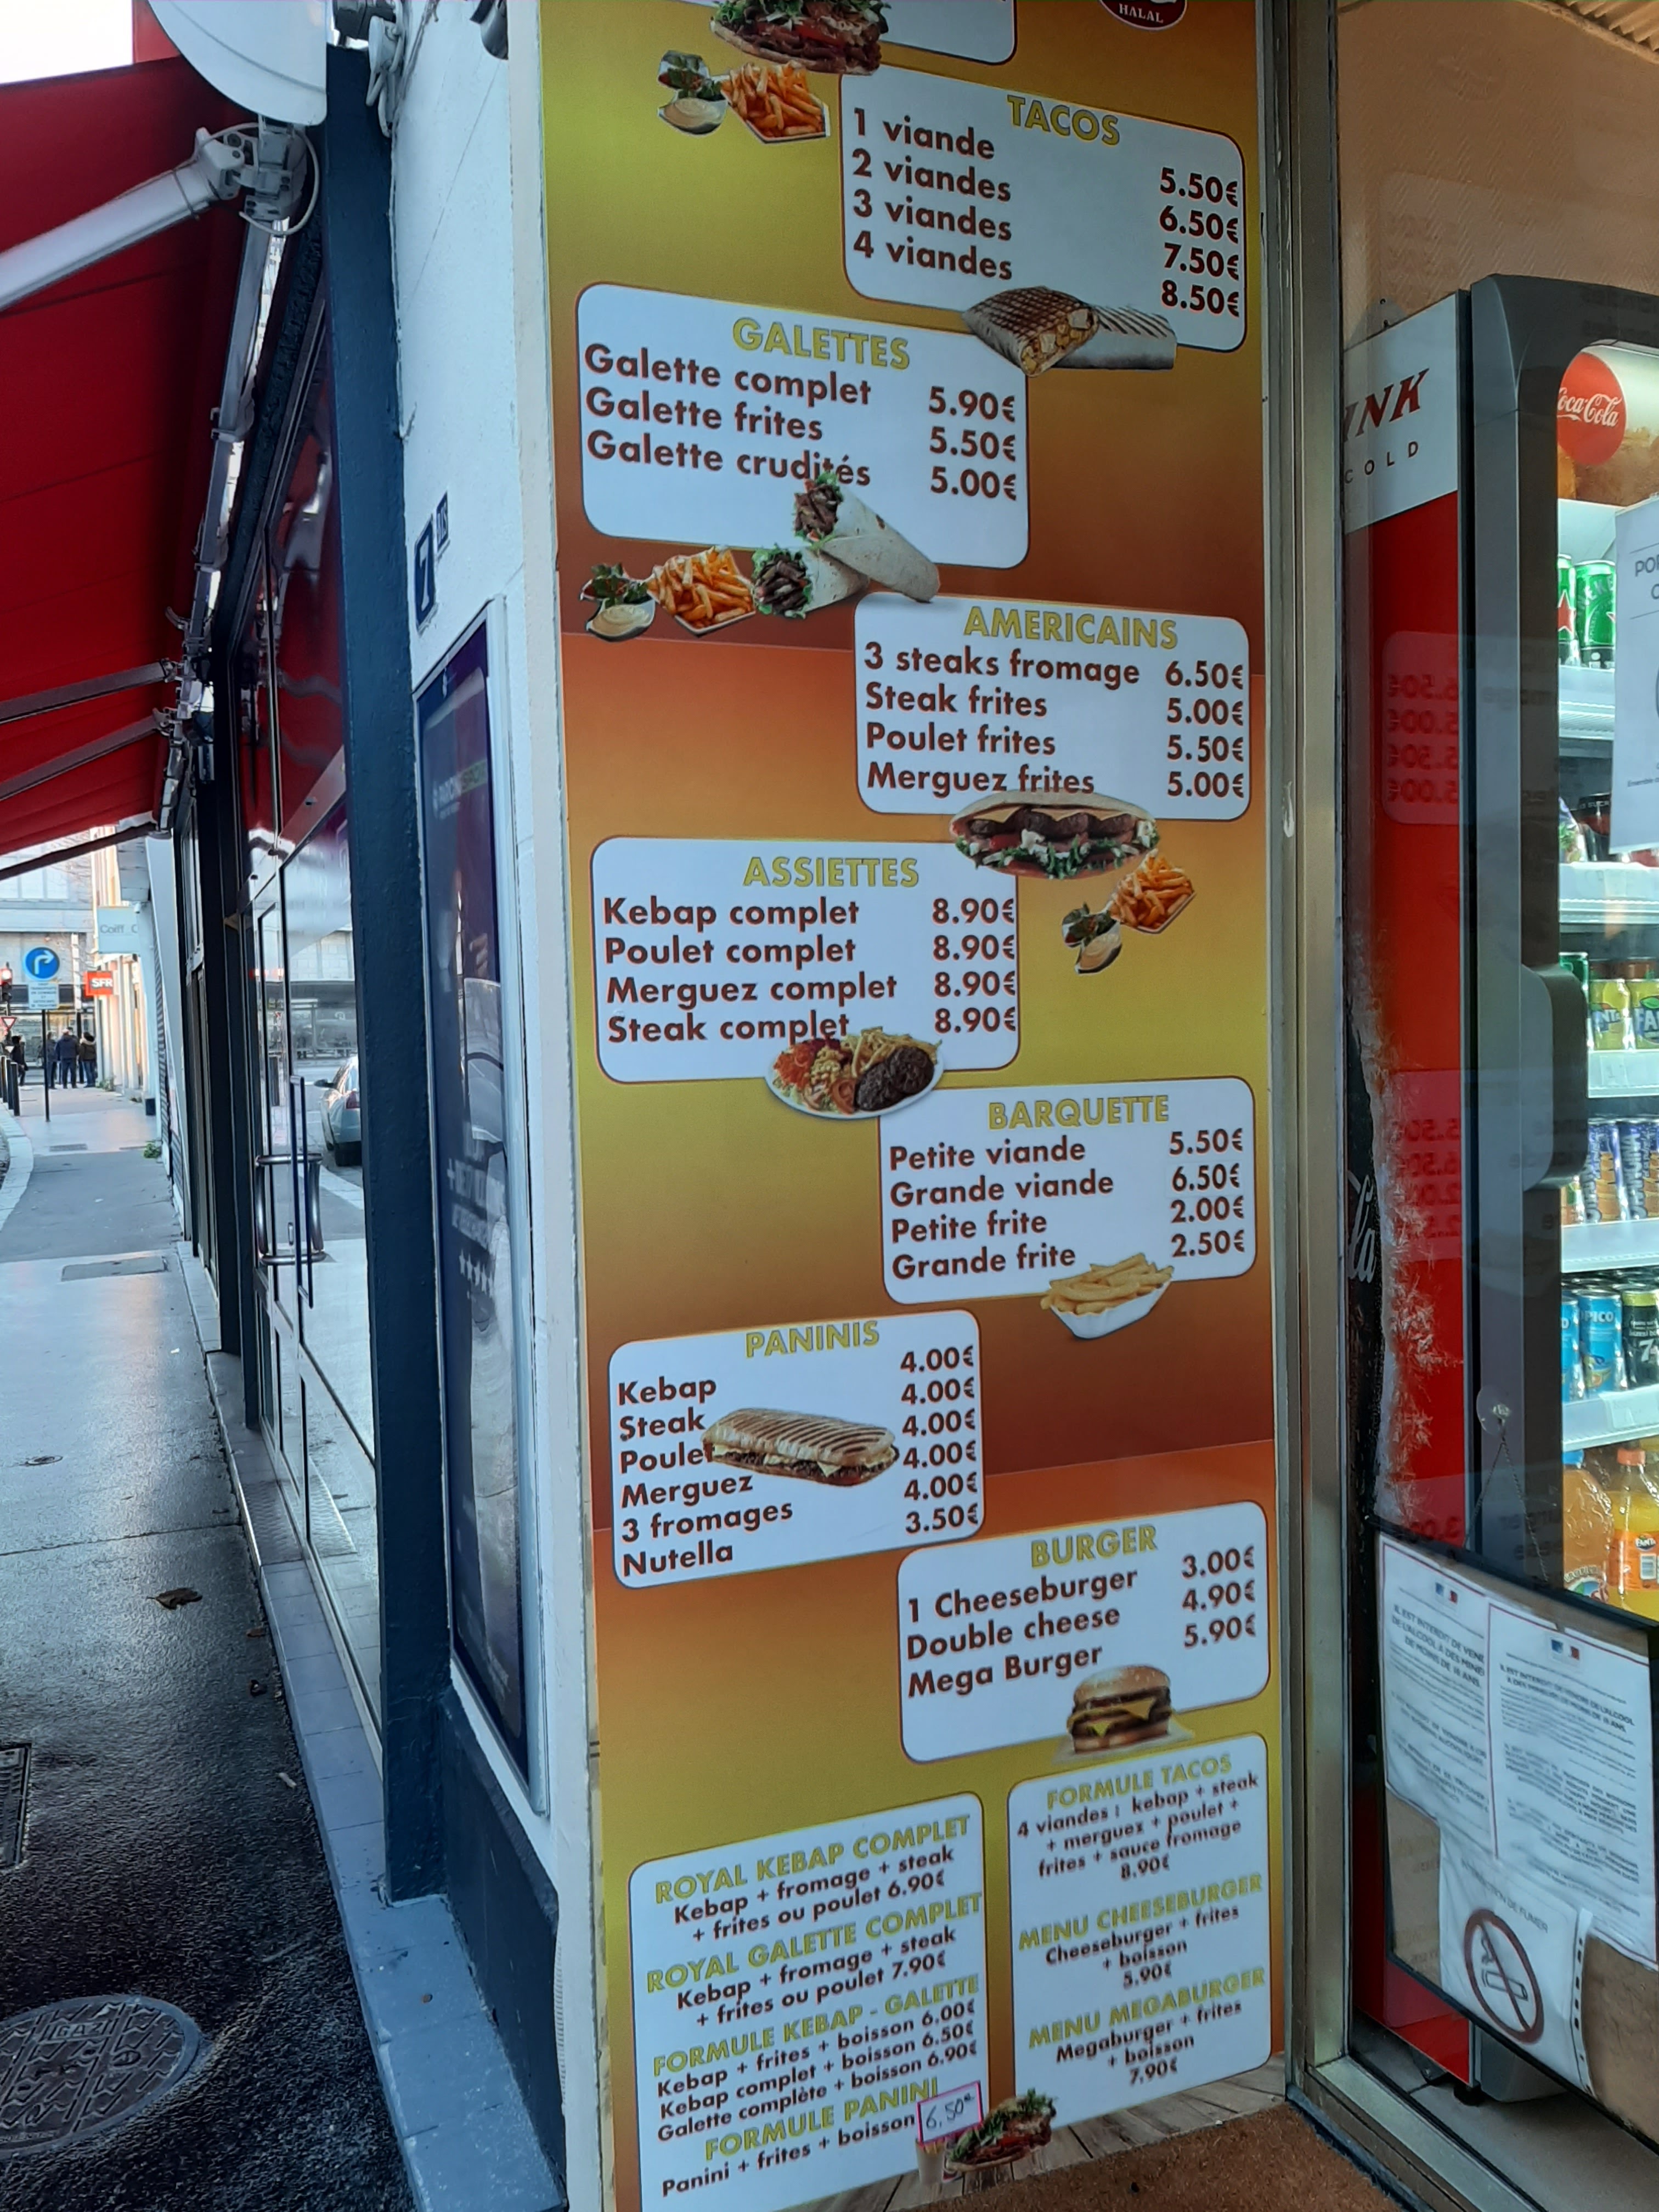 HALAL
TACOS
1 viande 5.50€
2 viandes 6.50€
3 viandes 7.50€
4 viandes 8.50€
GALETTES
Galette complet 5.90€
Galette frites 5.50€
Galette crudités 5.00€
AMERICAINS
3 steaks fromage 6.50€
Steak frites 5.00€
Poulet frites 5.50€
Merguez frites 5.00€
ASSIETTES
Kebap complet 8.90€
Poulet complet 8.90€
Merguez complet 8.90€
Steak complet 8.90€
BARQUETTE
Petite viande 5.50€
Grande viande 6.50€
Petite frite 2.00€
Grande frite 2.50€
PANINIS
Kebap 4.00€
Steak 4.00€
Poulet 4.00€
Merguez 4.00€
3 fromages 4.00€
Nutella 3.50€
BURGER
1 Cheeseburger 3.00€
Double cheese 4.90€
Mega Burger 5.90€
ROYAL KEBAP COMPLET
Kebap + fromage + steak
+ frites ou poulet 6.90€
ROYAL GALETTE COMPLET
Kebap + fromage + steak
+ frites ou poulet 7.90€
FORMULE KEBAP - GALETTE
Kebap + frites + boisson 6.00€
Kebap complet + boisson 6.50€
Galette complète + boisson 6.90€
FORMULE PANINI
Panini + frites + boisson 6,50
FORMULE TACOS
4 viandes : kebap + steak
+ merguez + poulet +
frites + sauce fromage
8.90€
MENU CHEESEBURGER
Cheeseburger + frites
+ boisson
5.90€
MENU MEGABURGER
Megaburger + frites
+ boisson
7.90€
7
Coiff
SFR
GAZ
COLD
Coca-Cola